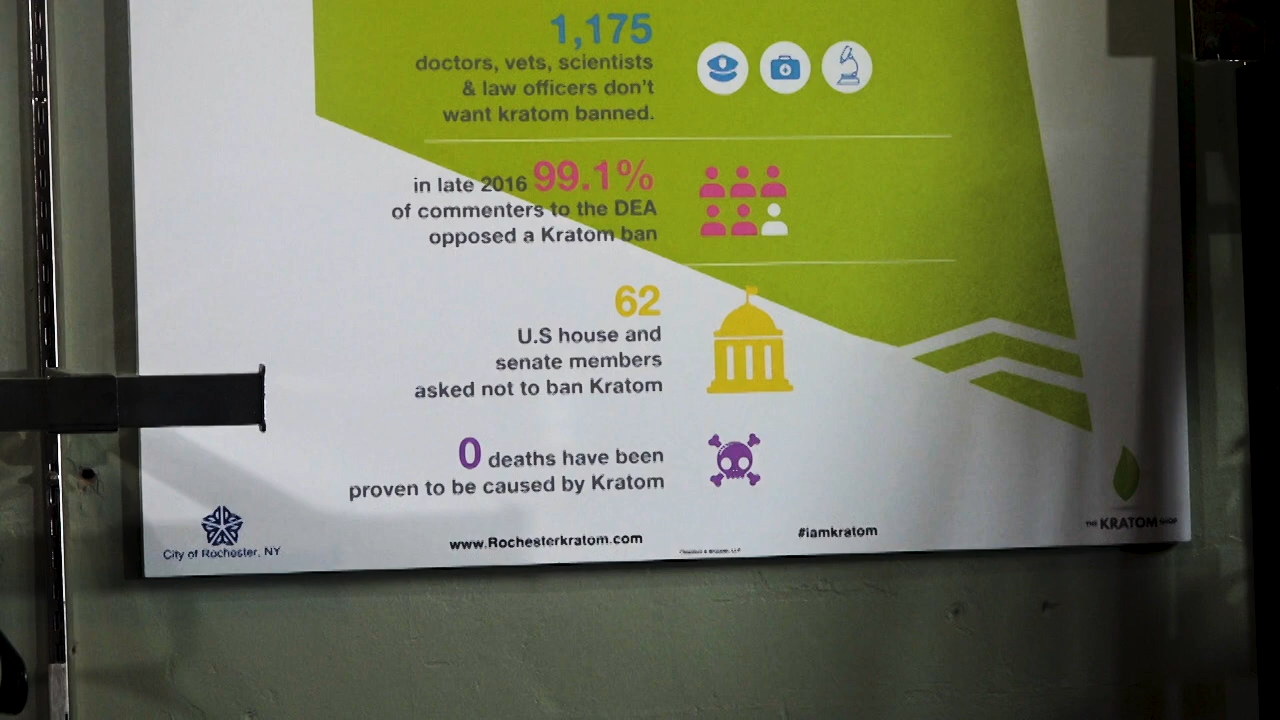 1,175
doctors, vets, scientists
& law officers don't
want kratom banned.
in late 2016 99.1%
of commenters to the DEA
opposed a Kratom ban
62
U.S house and
senate members
asked not to ban Kratom
0 deaths have been
proven to be caused by Kratom
City of Rochester, NY
www.Rochesterkratom.com
#iamkratom
THE KRATOM SHOP